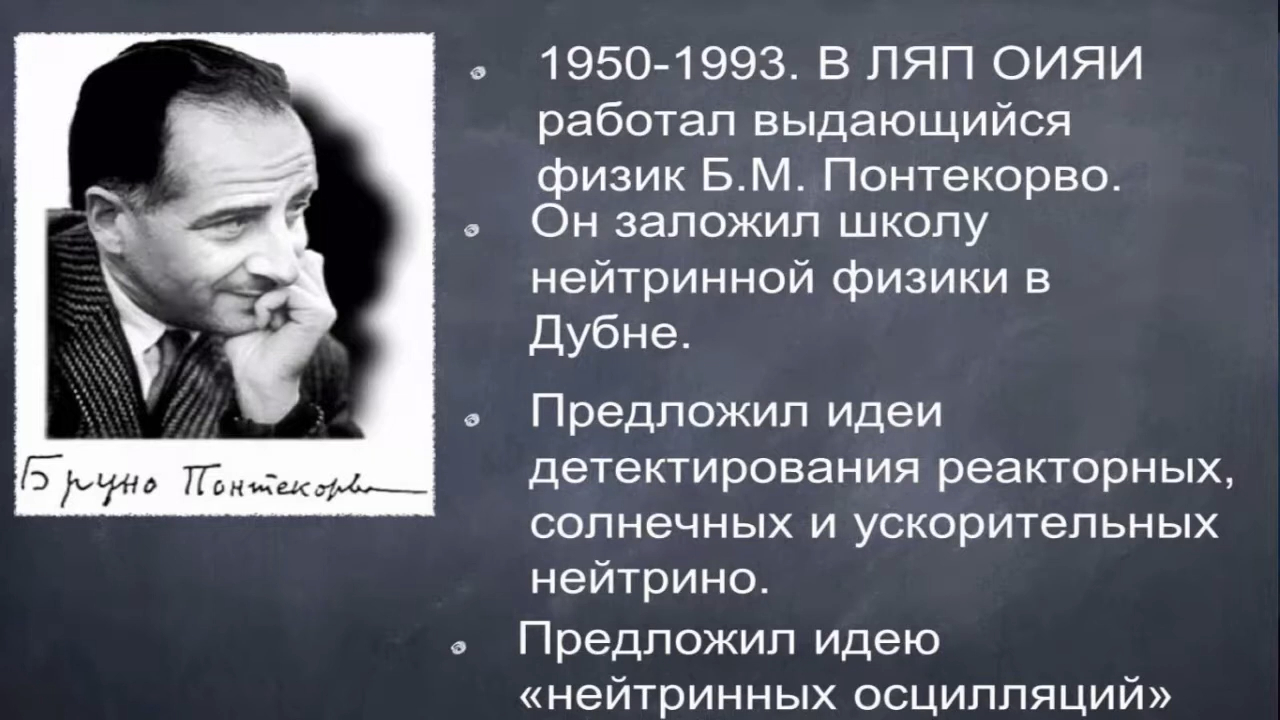 1950-1993. В ЛЯП ОИЯИ
работал выдающийся
физик Б.М. Понтекорво.
Он заложил школу
нейтринной физики в
Дубне.
Предложил идеи
детектирования реакторных,
солнечных и ускорительных
нейтрино.
Предложил идею
«нейтринных осцилляций»
Бруно Понтекорво